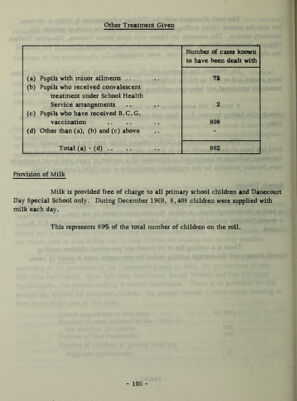 Other Treatment Given
Number of cases known
to have been dealt with
(a) Pupils with minor ailments .. .. 72
(b) Pupils who received convalescent
treatment under School Health
Service arrangements .. .. 2
(c) Pupils who have received B.C.G.
vaccination .. .. 808
(d) Other than (a), (b) and (c) above -
Total (a) - (d) .. .. .. 882
Provision of Milk
Milk is provided free of charge to all primary school children and Danecourt
Day Special School only. During December 1969, 8,408 children were supplied with
milk each day.
This represents 89% of the total number of children on the roll.
- 105 -